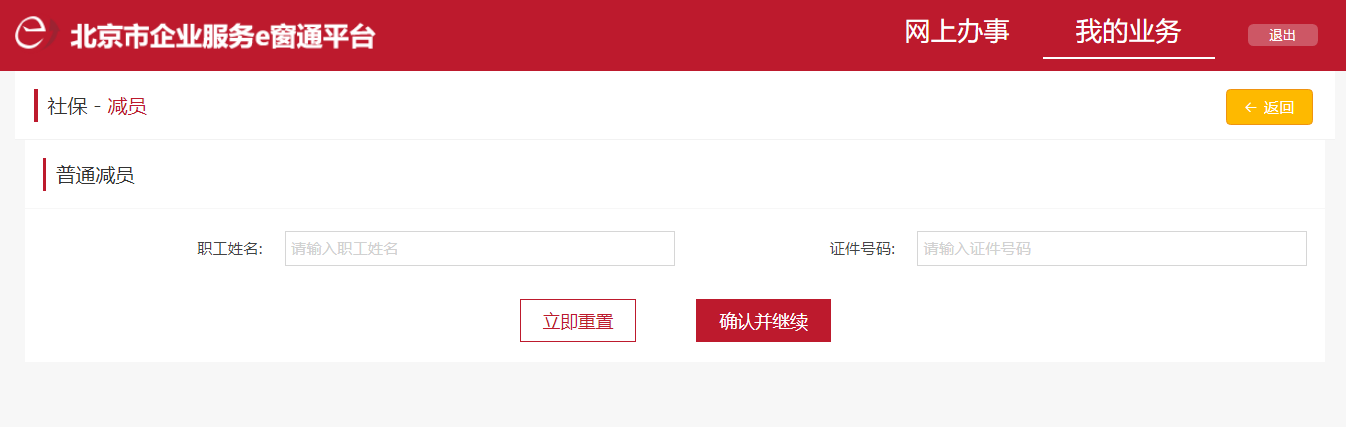 北京市企业服务e窗通平台
网上办事
我的业务
退出
社保 - 减员
← 返回
普通减员
职工姓名: 请输入职工姓名
证件号码: 请输入证件号码
立即重置
确认并继续